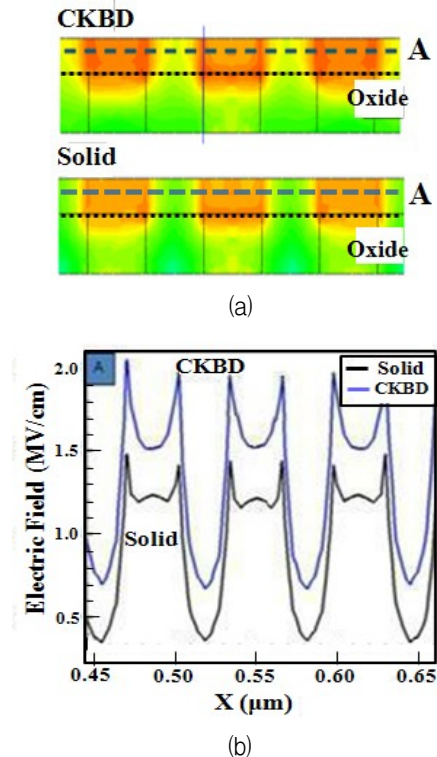 CKBD
A
Oxide
Solid
A
Oxide
(a)
A
CKBD
Solid
CKBD
Solid
2.0
1.5
1.0
0.5
Electric Field (MV/cm)
0.45 0.50 0.55 0.60 0.65
X (μm)
(b)